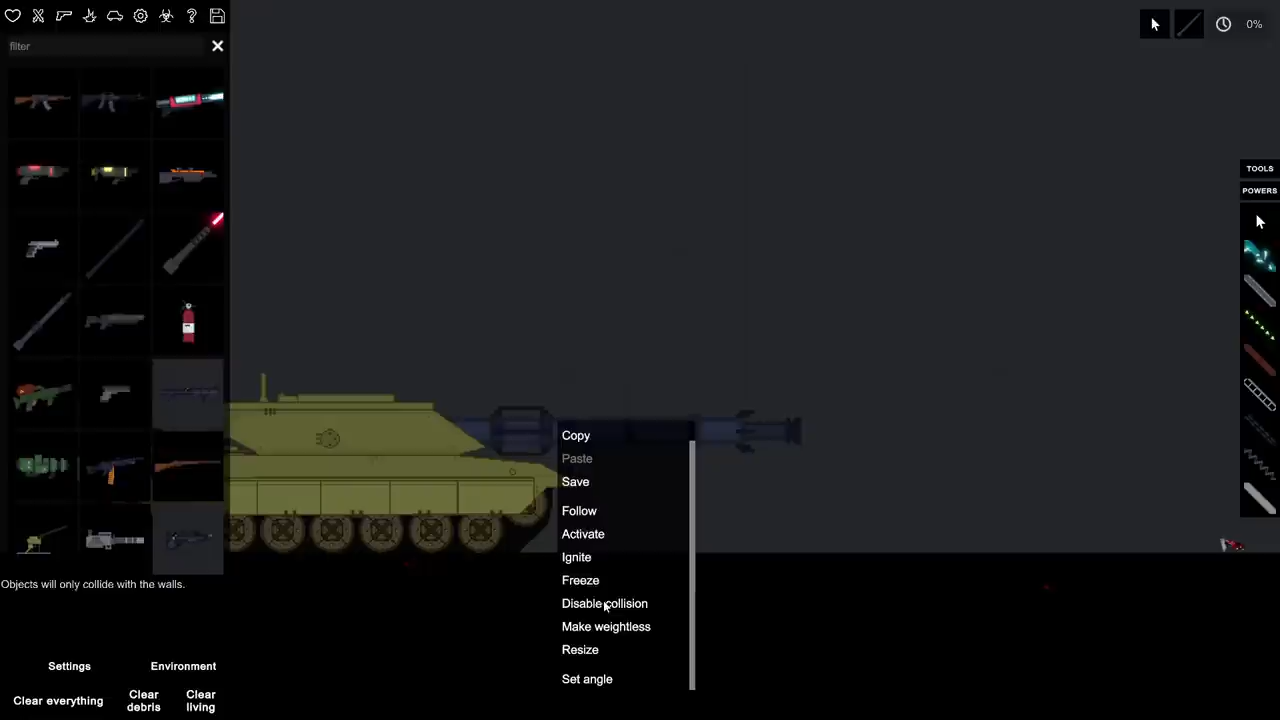 filter
0%
TOOLS
POWERS
Copy
Paste
Save
Follow
Activate
Ignite
Freeze
Disable collision
Make weightless
Resize
Set angle
Objects will only collide with the walls.
Settings
Environment
Clear everything
Clear
debris
Clear
living